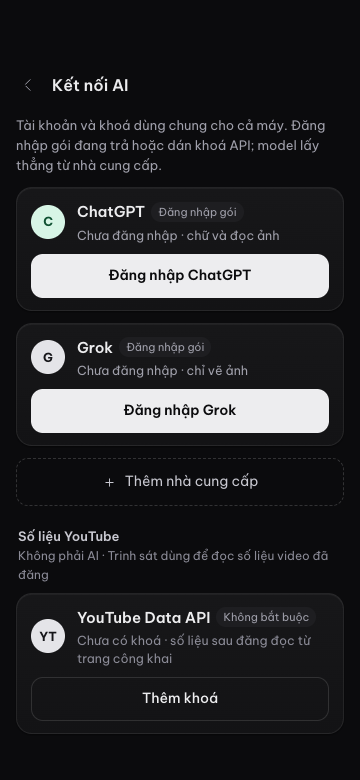 Kết nối AI
Tài khoản và khoá dùng chung cho cả máy. Đăng
nhập gói đang trả hoặc dán khoá API; model lấy
thẳng từ nhà cung cấp.
C
ChatGPT
Đăng nhập gói
Chưa đăng nhập · chữ và đọc ảnh
Đăng nhập ChatGPT
G
Grok
Đăng nhập gói
Chưa đăng nhập · chỉ vẽ ảnh
Đăng nhập Grok
+ Thêm nhà cung cấp
Số liệu YouTube
Không phải AI · Trinh sát dùng để đọc số liệu video đã
đăng
YT
YouTube Data API
Không bắt buộc
Chưa có khoá · số liệu sau đăng đọc từ
trang công khai
Thêm khoá